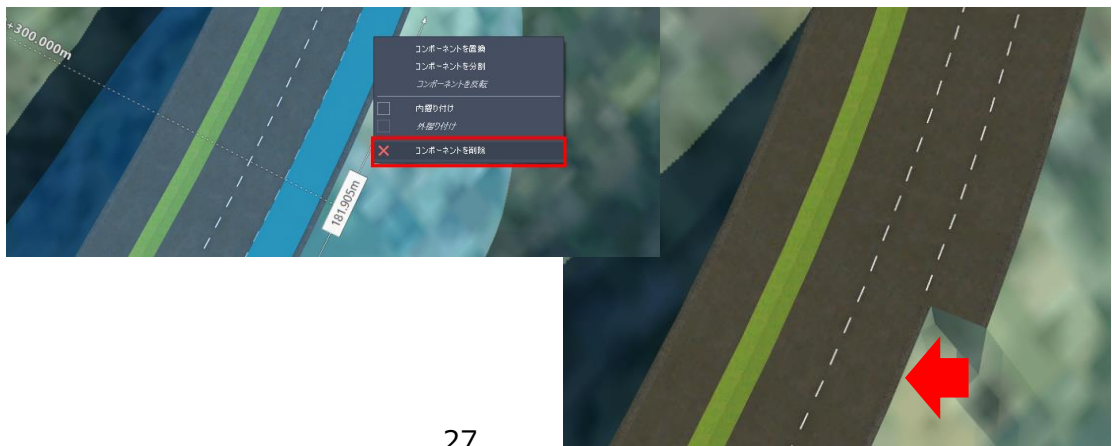 +300.000m
コンポーネントを置換
コンポーネントを分割
コンポーネントを反転
内擦り付け
外擦り付け
コンポーネントを削除
181.905m
27